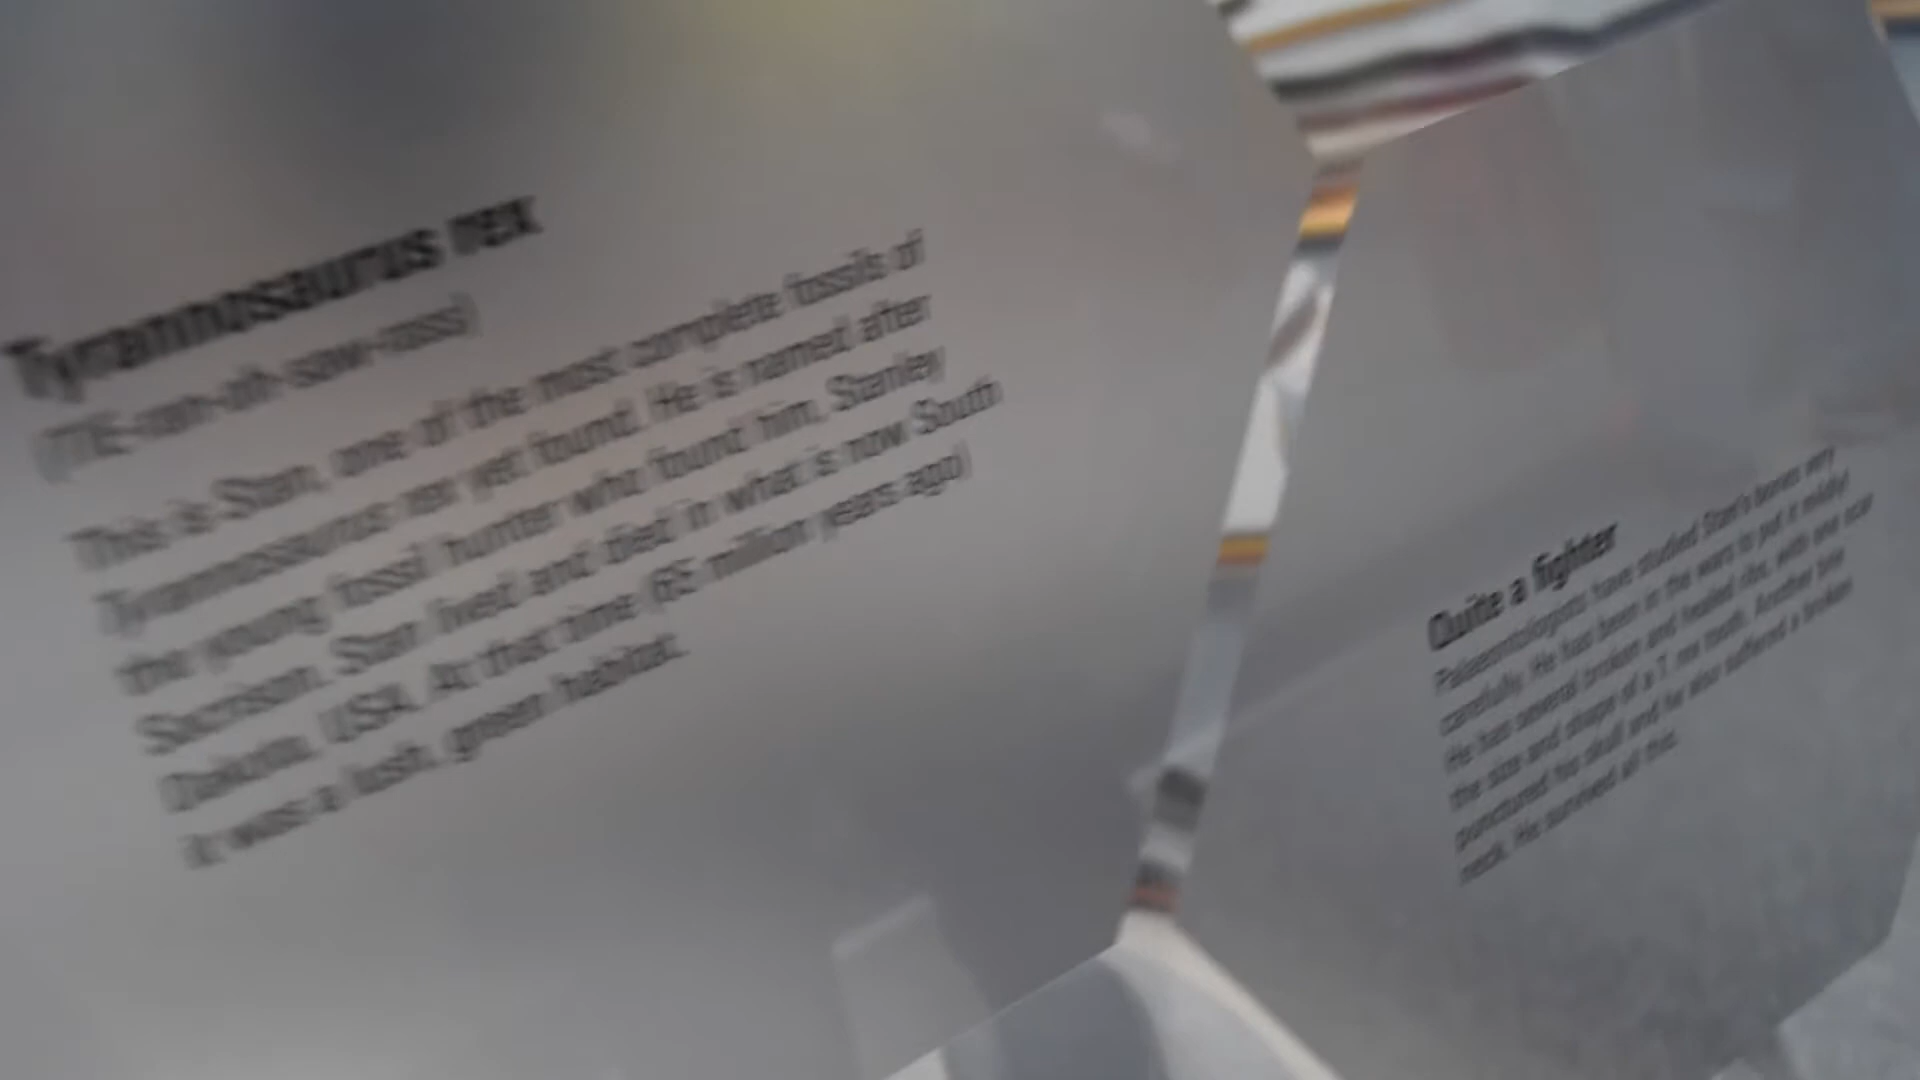 Tyrannosaurus rex
(TIE-ran-oh-saw-russ)
This is Stan, one of the most complete fossils of
Tyrannosaurus rex yet found. He is named after
the young fossil hunter who found him, Stanley
Sacrison. Stan lived and died in what is now South
Dakota, USA. At that time (65 million years ago)
it was a lush, green habitat.
Quite a fighter
Palaeontologists have studied Stan's bones very
carefully. He has been in the wars to put it mildly.
He has several broken and healed ribs, with one scar
the size and shape of a T. rex tooth. Another bite
punctured his skull and he also suffered a broken
neck. He survived all this.